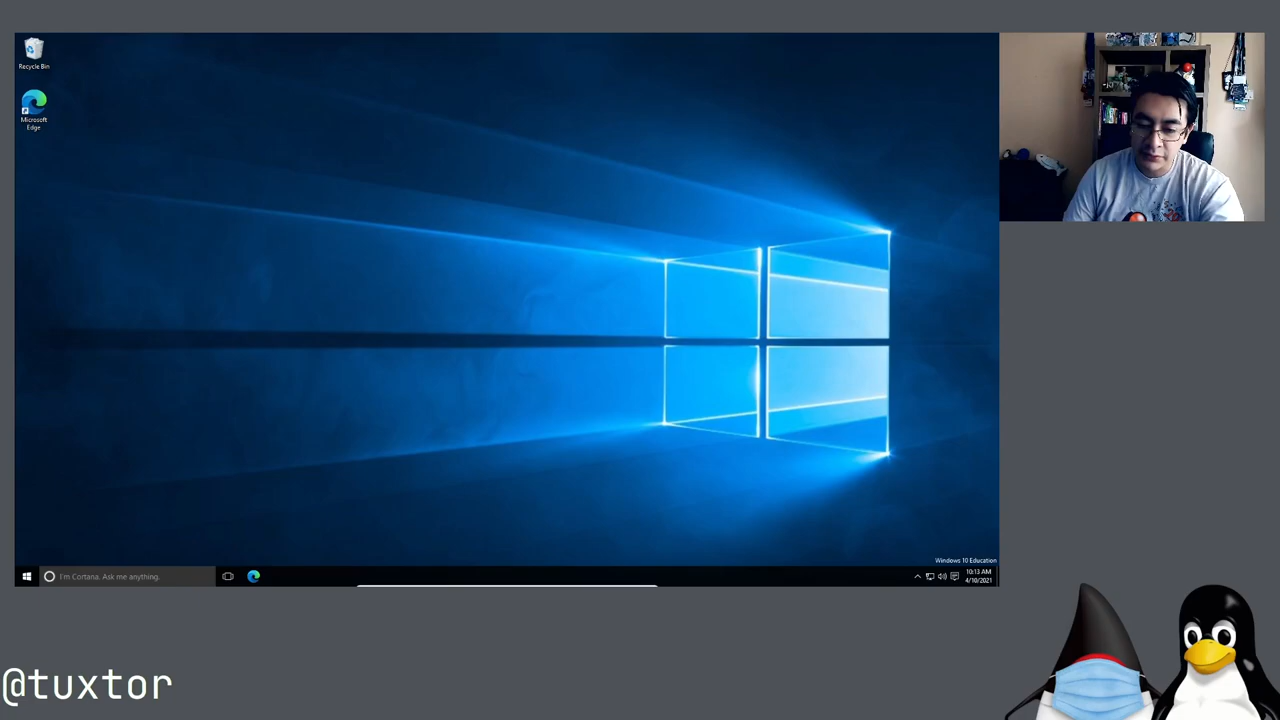 Recycle Bin
Microsoft
Edge
Windows 10 Education
I'm Cortana. Ask me anything.
10:13 AM
4/10/2021
@tuxtor